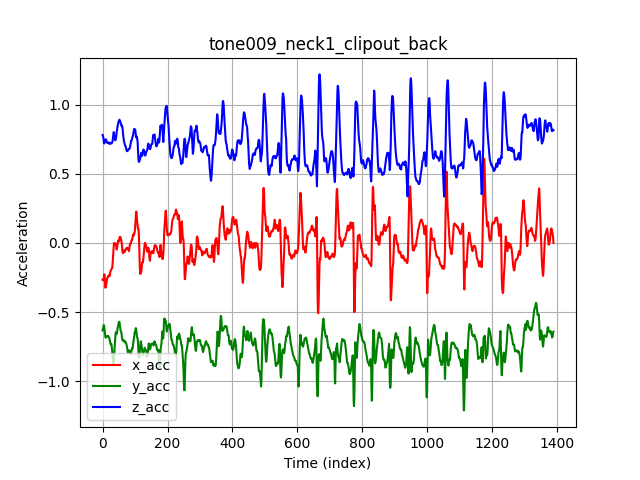 tone009_neck1_clipout_back
1.0
0.5
0.0
−0.5
−1.0
Acceleration
x_acc
y_acc
z_acc
0 200 400 600 800 1000 1200 1400
Time (index)